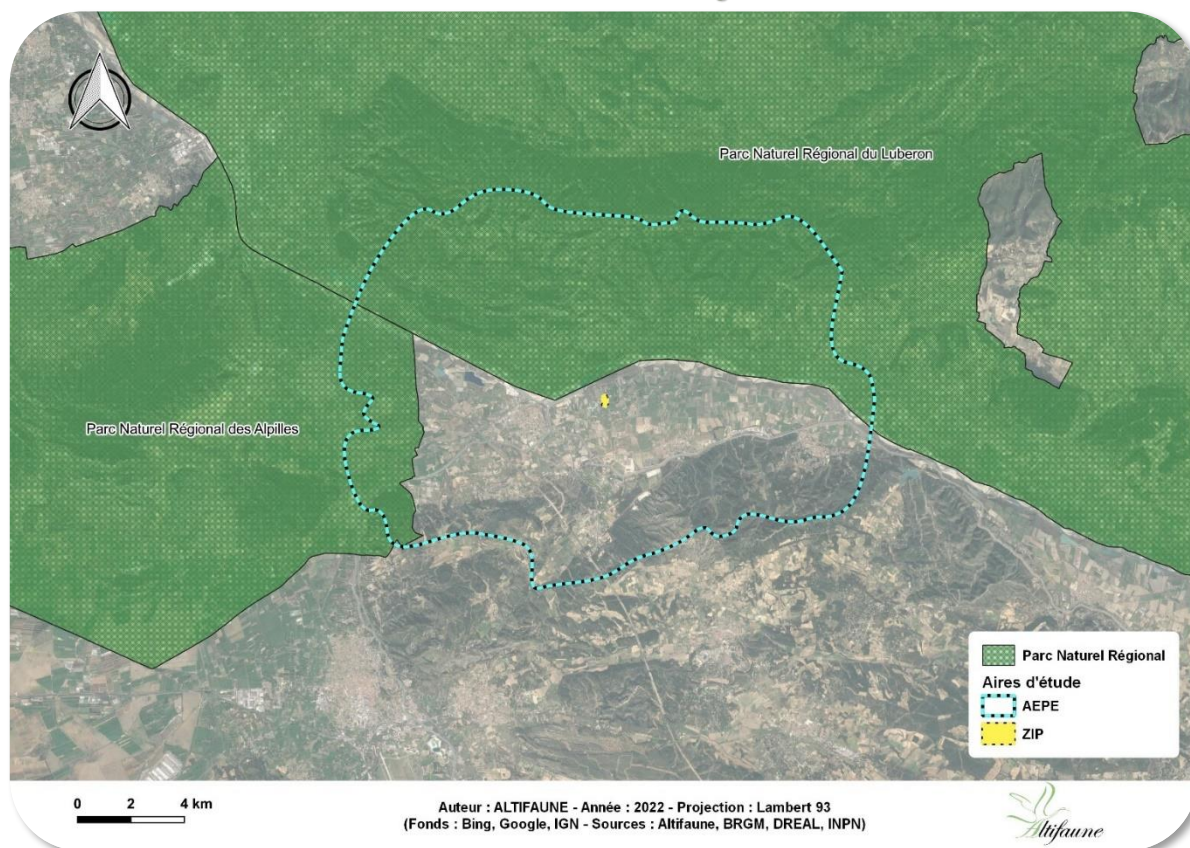 Parc Naturel Régional du Luberon
Parc Naturel Régional des Alpilles
Parc Naturel Régional
Aires d'étude
AEPE
ZIP
0 2 4 km
Auteur : ALTIFAUNE - Année : 2022 - Projection : Lambert 93
(Fonds : Bing, Google, IGN - Sources : Altifaune, BRGM, DREAL, INPN)
Altifaune